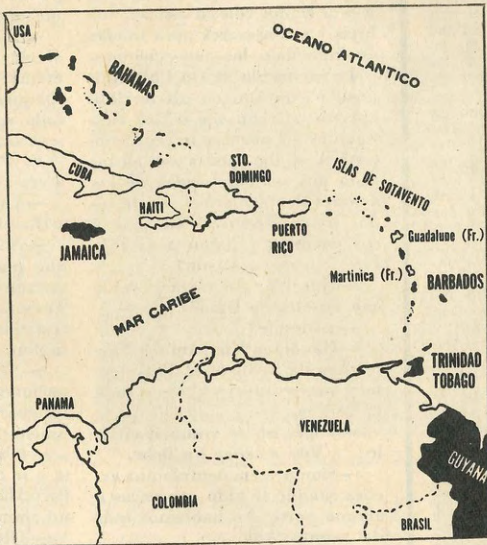 USA
OCEANO ATLANTICO
BAHAMAS
CUBA
STO.
DOMINGO
ISLAS DE SOTAVENTO
HAITI
PUERTO
RICO
Guadalupe (Fr.)
JAMAICA
Martinica (Fr.)
BARBADOS
MAR CARIBE
TRINIDAD
TOBAGO
PANAMA
VENEZUELA
GUYANA
COLOMBIA
BRASIL